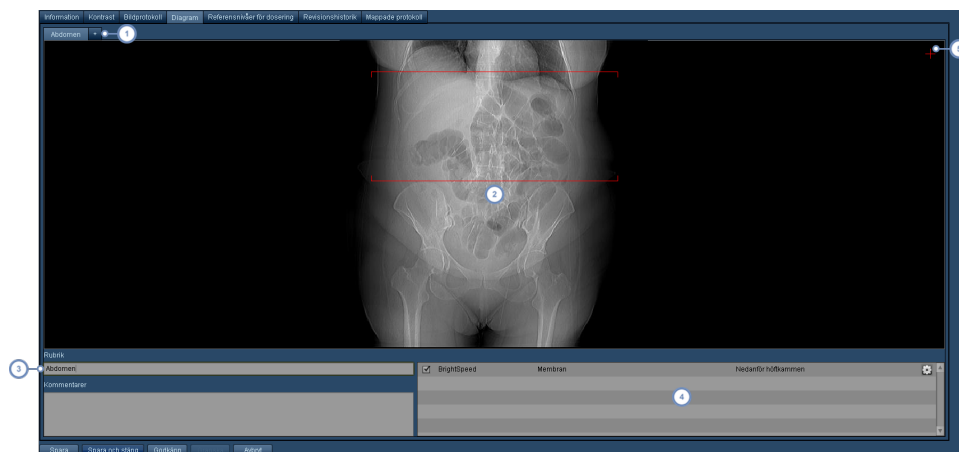 Information Kontrast Bildprotokoll Diagram Referensnivåer för dosering Revisionshistorik Mappade protokoll
Abdomen +
1
5
2
Rubrik
3
Abdomen
BrightSpeed Membran Nedanför höftkammen
Kommentarer
4
Spara Spara och stäng Godkänn Avbryt